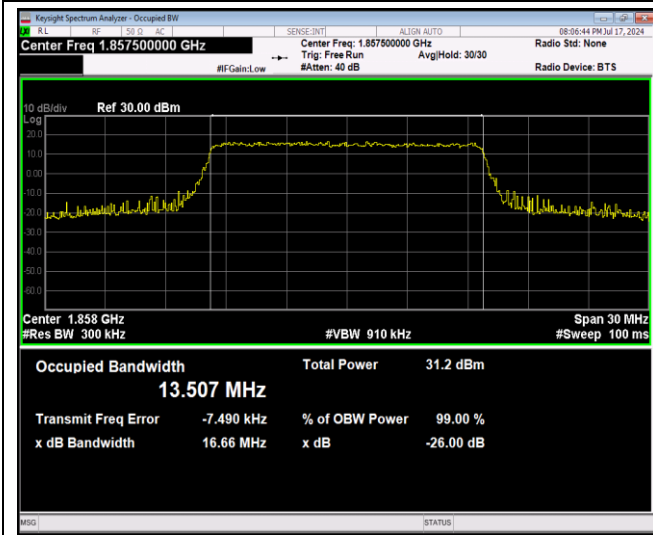 Keysight Spectrum Analyzer - Occupied BW
RL RF 50 Ω AC SENSE:INT ALIGN AUTO 08:06:44 PM Jul 17, 2024
Center Freq 1.857500000 GHz Center Freq: 1.857500000 GHz Radio Std: None
Trig: Free Run Avg|Hold: 30/30
#IFGain:Low #Atten: 40 dB Radio Device: BTS
10 dB/div Ref 30.00 dBm
Log
20.0
10.0
0.00
-10.0
-20.0
-30.0
-40.0
-50.0
-60.0
Center 1.858 GHz Span 30 MHz
#Res BW 300 kHz #VBW 910 kHz #Sweep 100 ms
Occupied Bandwidth Total Power 31.2 dBm
13.507 MHz
Transmit Freq Error -7.490 kHz % of OBW Power 99.00 %
x dB Bandwidth 16.66 MHz x dB -26.00 dB
MSG STATUS